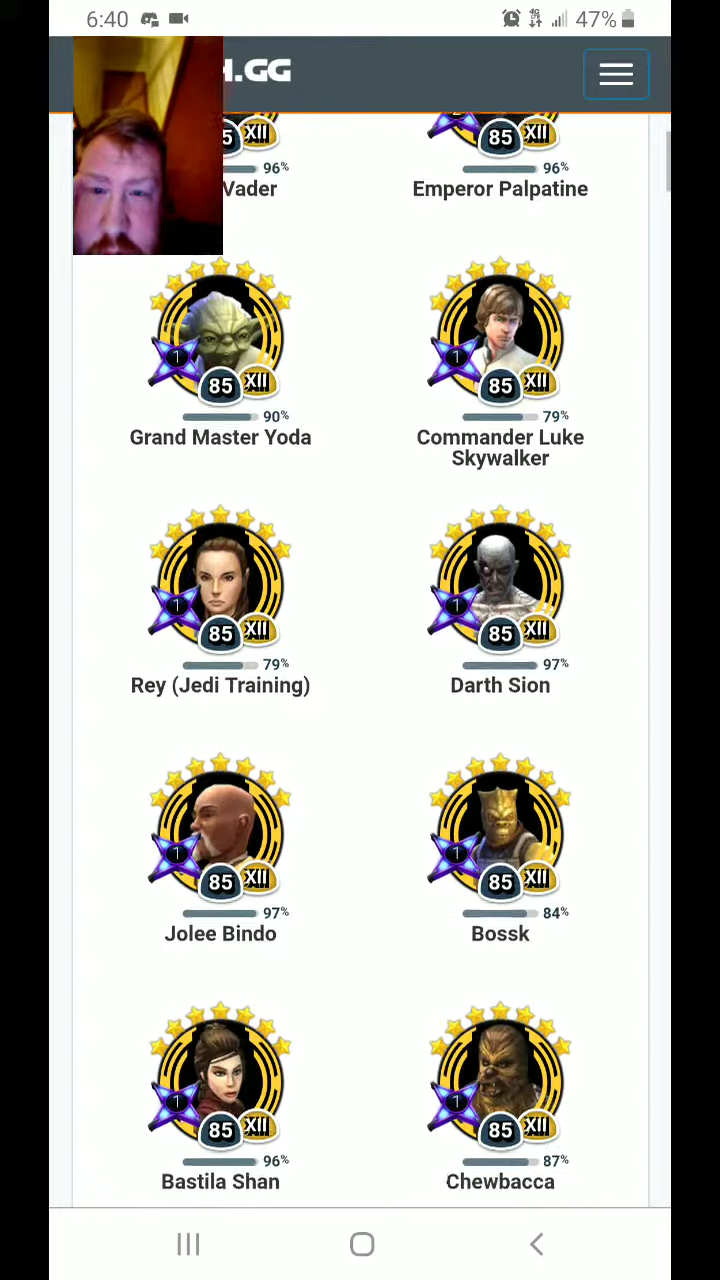 6:40 4G 47%
.GG
5 XII 85 XII
96% 96%
Vader Emperor Palpatine
1 85 XII 1 85 XII
90% 79%
Grand Master Yoda Commander Luke
Skywalker
1 85 XII 1 85 XII
79% 97%
Rey (Jedi Training) Darth Sion
1 85 XII 1 85 XII
97% 84%
Jolee Bindo Bossk
1 85 XII 1 85 XII
96% 87%
Bastila Shan Chewbacca